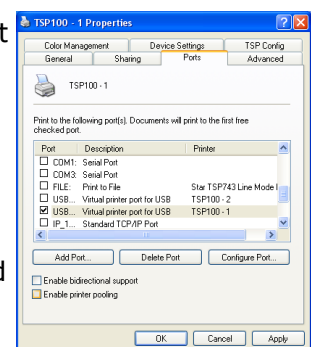 t
TSP100 - 1 Properties
Color Management Device Settings TSP Config
General Sharing Ports Advanced
TSP100 - 1
Print to the following port(s). Documents will print to the first free
checked port.
Port Description Printer
COM1: Serial Port
COM3: Serial Port
FILE: Print to File Star TSP743 Line Mode
USB... Virtual printer port for USB TSP100 - 2
USB... Virtual printer port for USB TSP100 - 1
IP_1... Standard TCP/IP Port
Add Port... Delete Port Configure Port...
d
Enable bidirectional support
Enable printer pooling
OK Cancel Apply